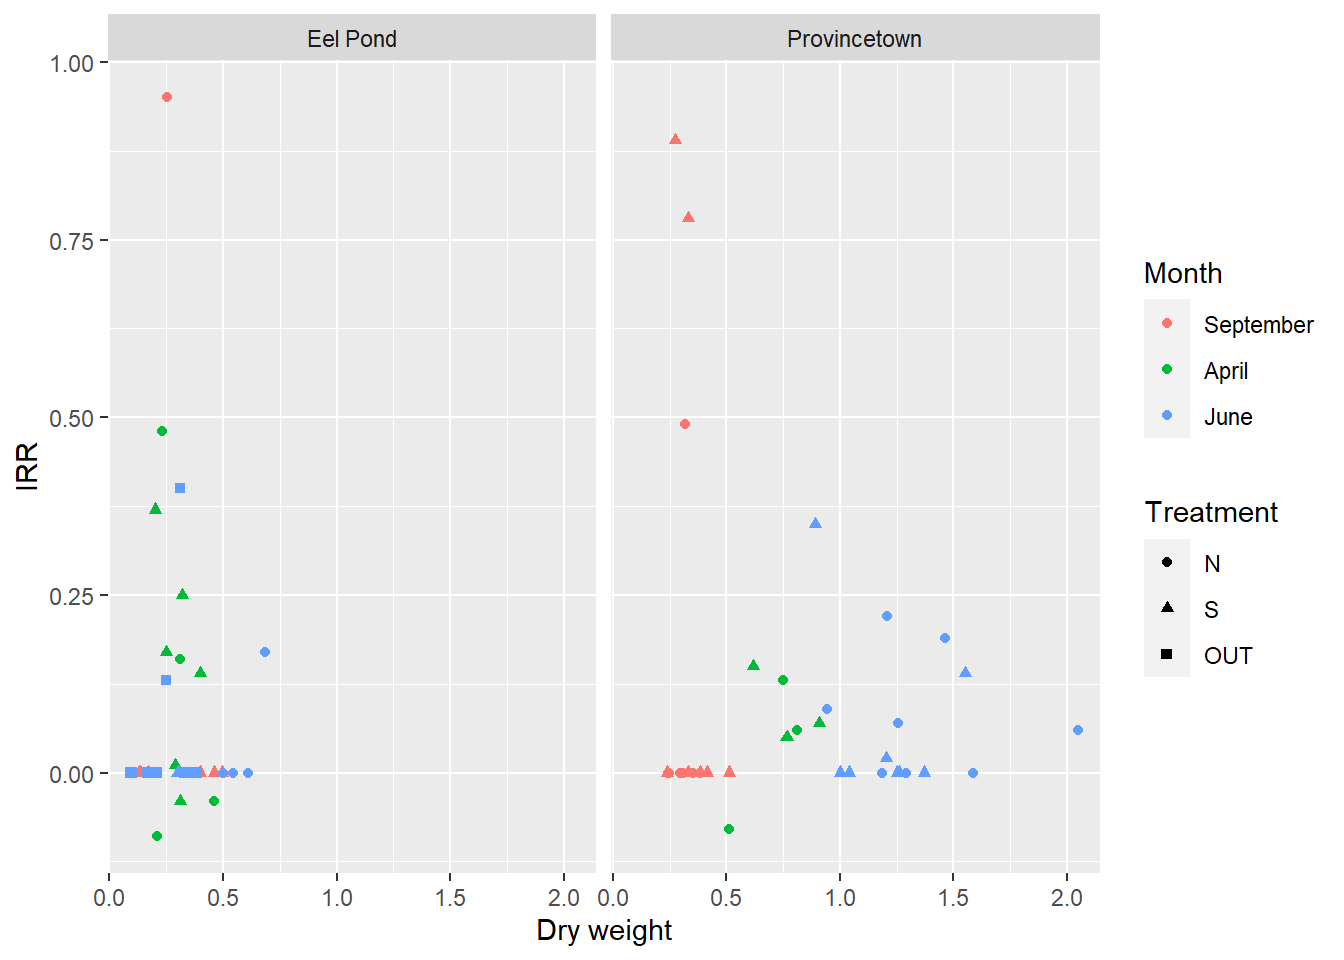 Eel Pond
Provincetown
1.00
0.75
0.50
0.25
0.00
IRR
0.0 0.5 1.0 1.5 2.0
0.0 0.5 1.0 1.5 2.0
Dry weight
Month
September
April
June
Treatment
N
S
OUT